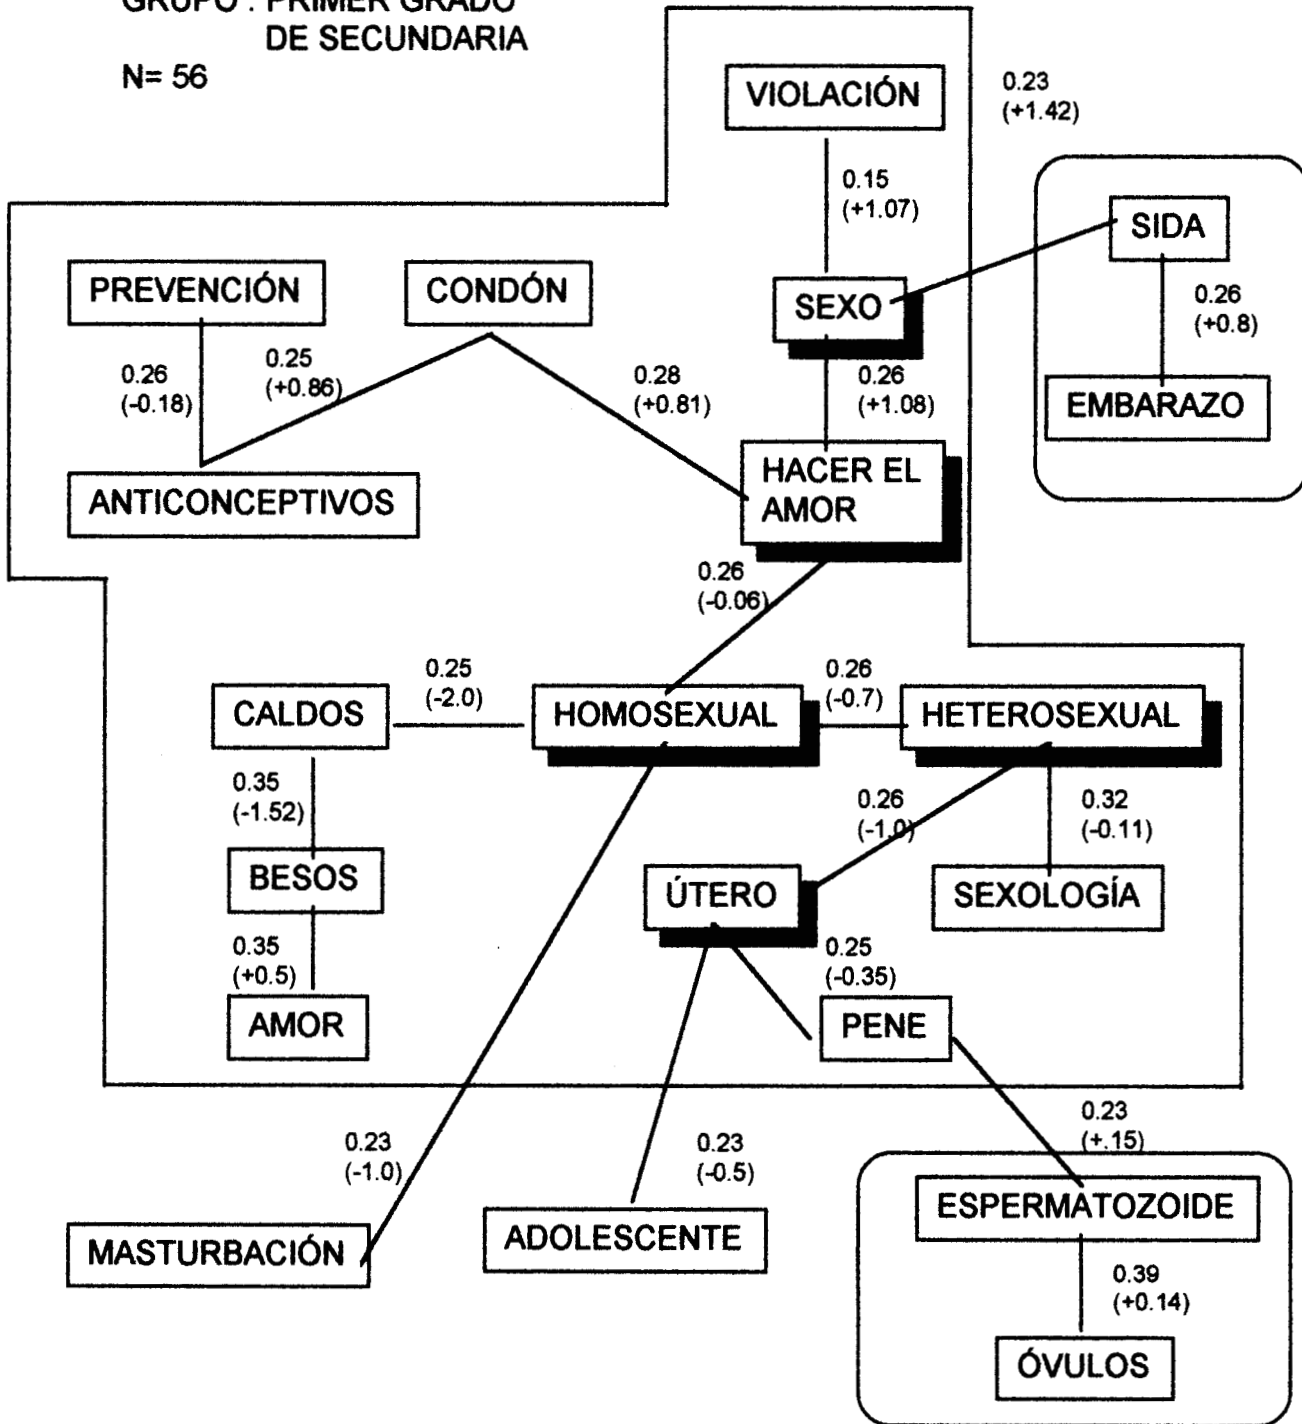 GRUPO : PRIMER GRADO
DE SECUNDARIA
N= 56
VIOLACIÓN
0.23
(+1.42)
0.15
(+1.07)
SIDA
PREVENCIÓN
CONDÓN
SEXO
0.26
(+0.8)
0.26
(-0.18)
0.25
(+0.86)
0.28
(+0.81)
0.26
(+1.08)
EMBARAZO
ANTICONCEPTIVOS
HACER EL
AMOR
0.26
(-0.06)
0.25
(-2.0)
0.26
(-0.7)
CALDOS
HOMOSEXUAL
HETEROSEXUAL
0.35
(-1.52)
0.26
(-1.0)
0.32
(-0.11)
BESOS
ÚTERO
SEXOLOGÍA
0.35
(+0.5)
0.25
(-0.35)
AMOR
PENE
0.23
(-1.0)
0.23
(-0.5)
0.23
(+.15)
MASTURBACIÓN
ADOLESCENTE
ESPERMATOZOIDE
0.39
(+0.14)
ÓVULOS